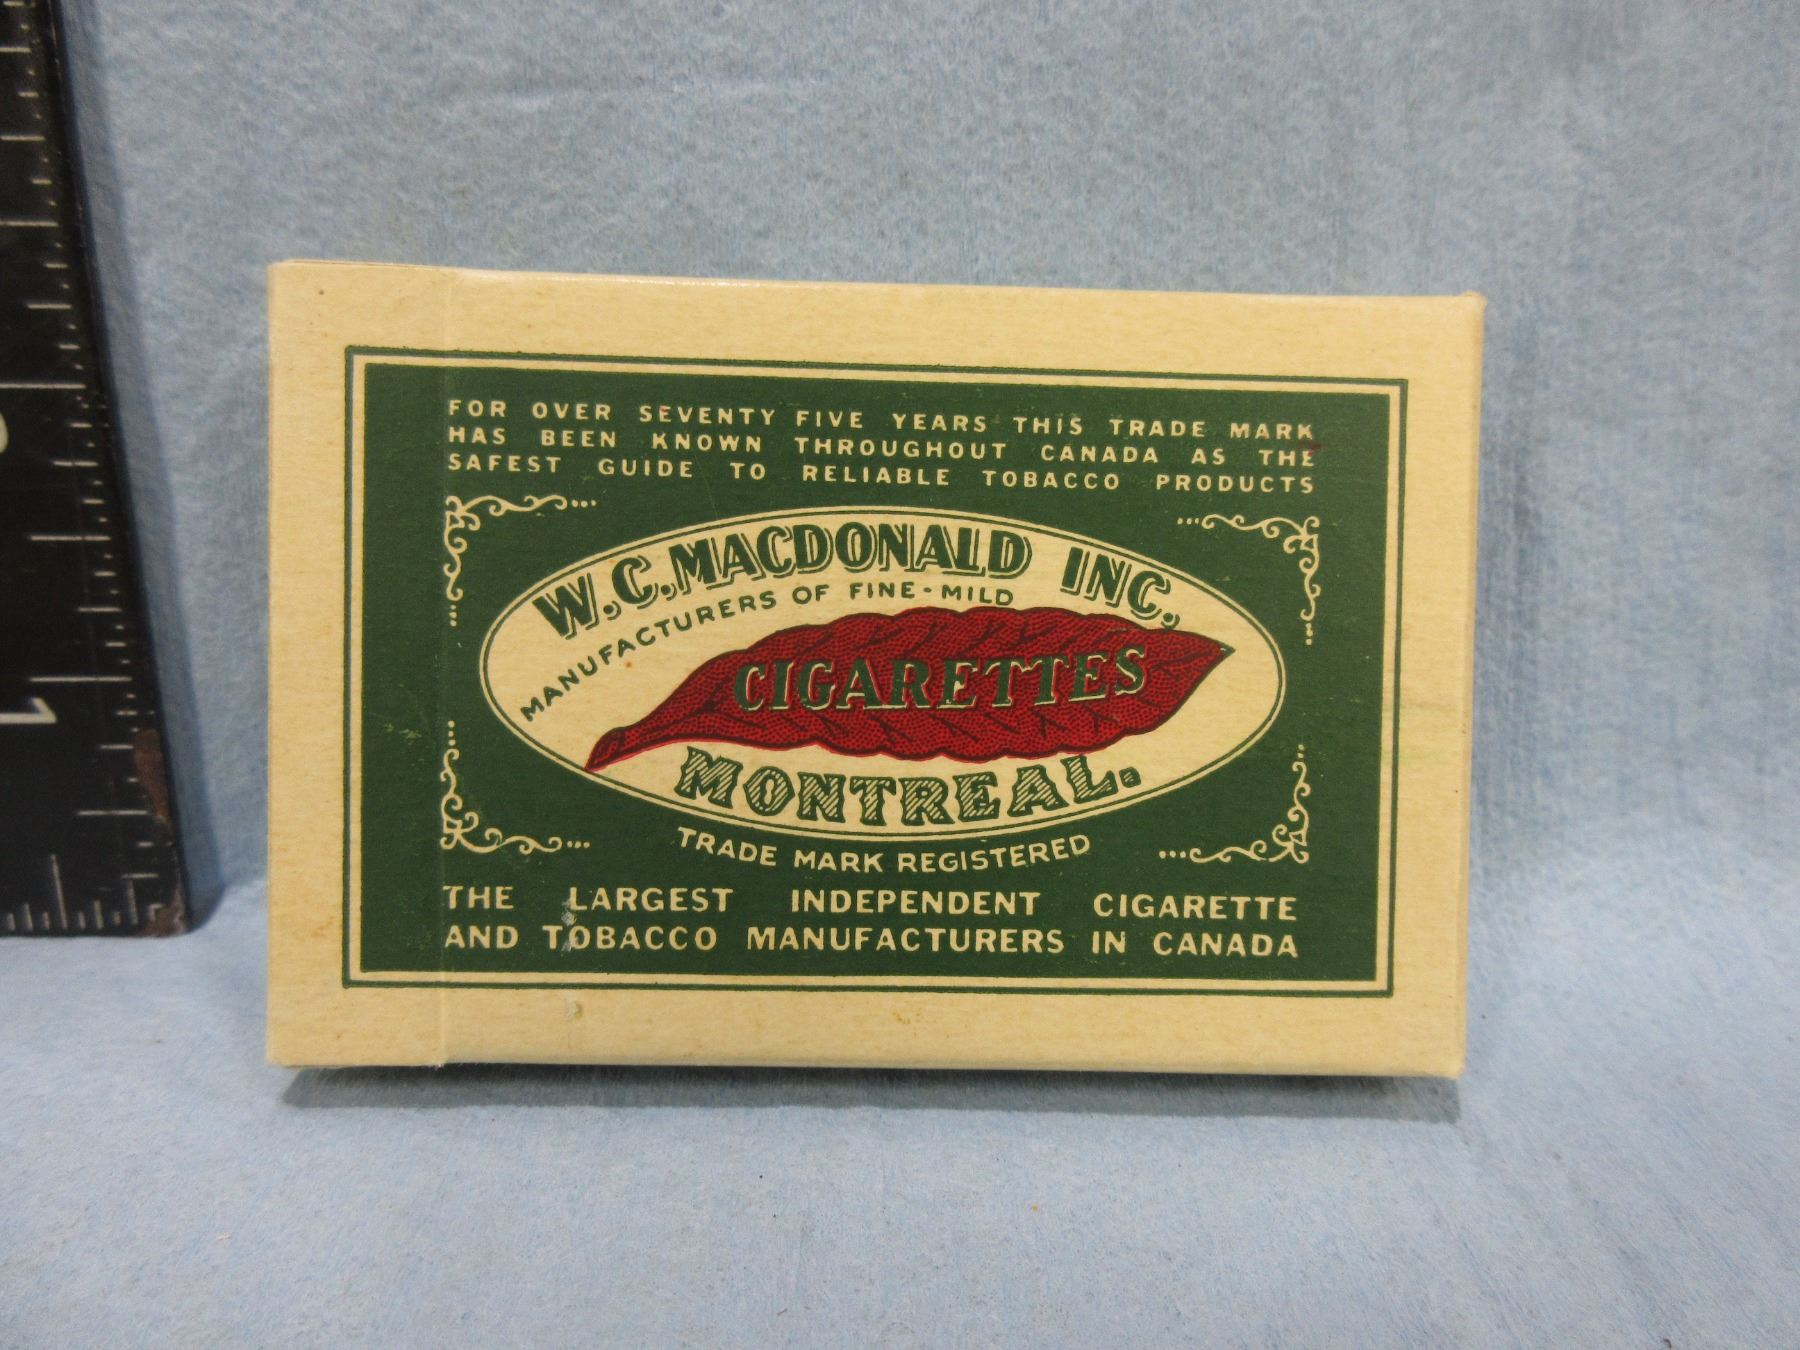 FOR OVER SEVENTY FIVE YEARS THIS TRADE MARK
HAS BEEN KNOWN THROUGHOUT CANADA AS THE
SAFEST GUIDE TO RELIABLE TOBACCO PRODUCTS
W.C. MACDONALD INC.
MANUFACTURERS OF FINE-MILD
CIGARETTES
MONTREAL.
TRADE MARK REGISTERED
THE LARGEST INDEPENDENT CIGARETTE
AND TOBACCO MANUFACTURERS IN CANADA
1